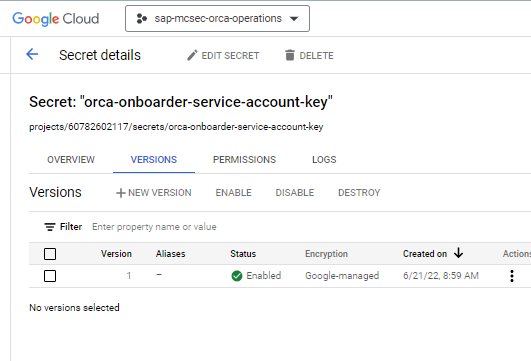 Google Cloud sap-mcsec-orca-operations
Secret details EDIT SECRET DELETE
Secret: "orca-onboarder-service-account-key"
projects/60782602117/secrets/orca-onboarder-service-account-key
OVERVIEW VERSIONS PERMISSIONS LOGS
Versions + NEW VERSION ENABLE DISABLE DESTROY
Filter Enter property name or value
Version Aliases Status Encryption Created on Actions
1 – Enabled Google-managed 6/21/22, 8:59 AM
No versions selected